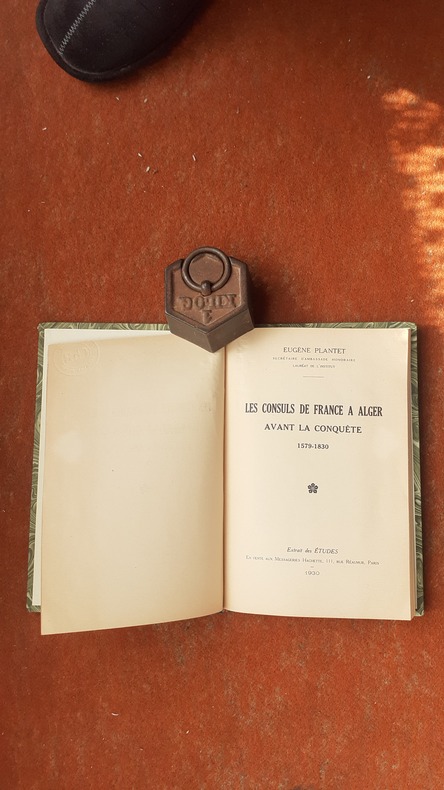 EUGÈNE PLANTET
SECRÉTAIRE D'AMBASSADE HONORAIRE
LAURÉAT DE L'INSTITUT
LES CONSULS DE FRANCE A ALGER
AVANT LA CONQUÊTE
1579-1830
Extrait des ÉTUDES
EN VENTE AUX MESSAGERIES HACHETTE, 111, RUE RÉAUMUR, PARIS
1930